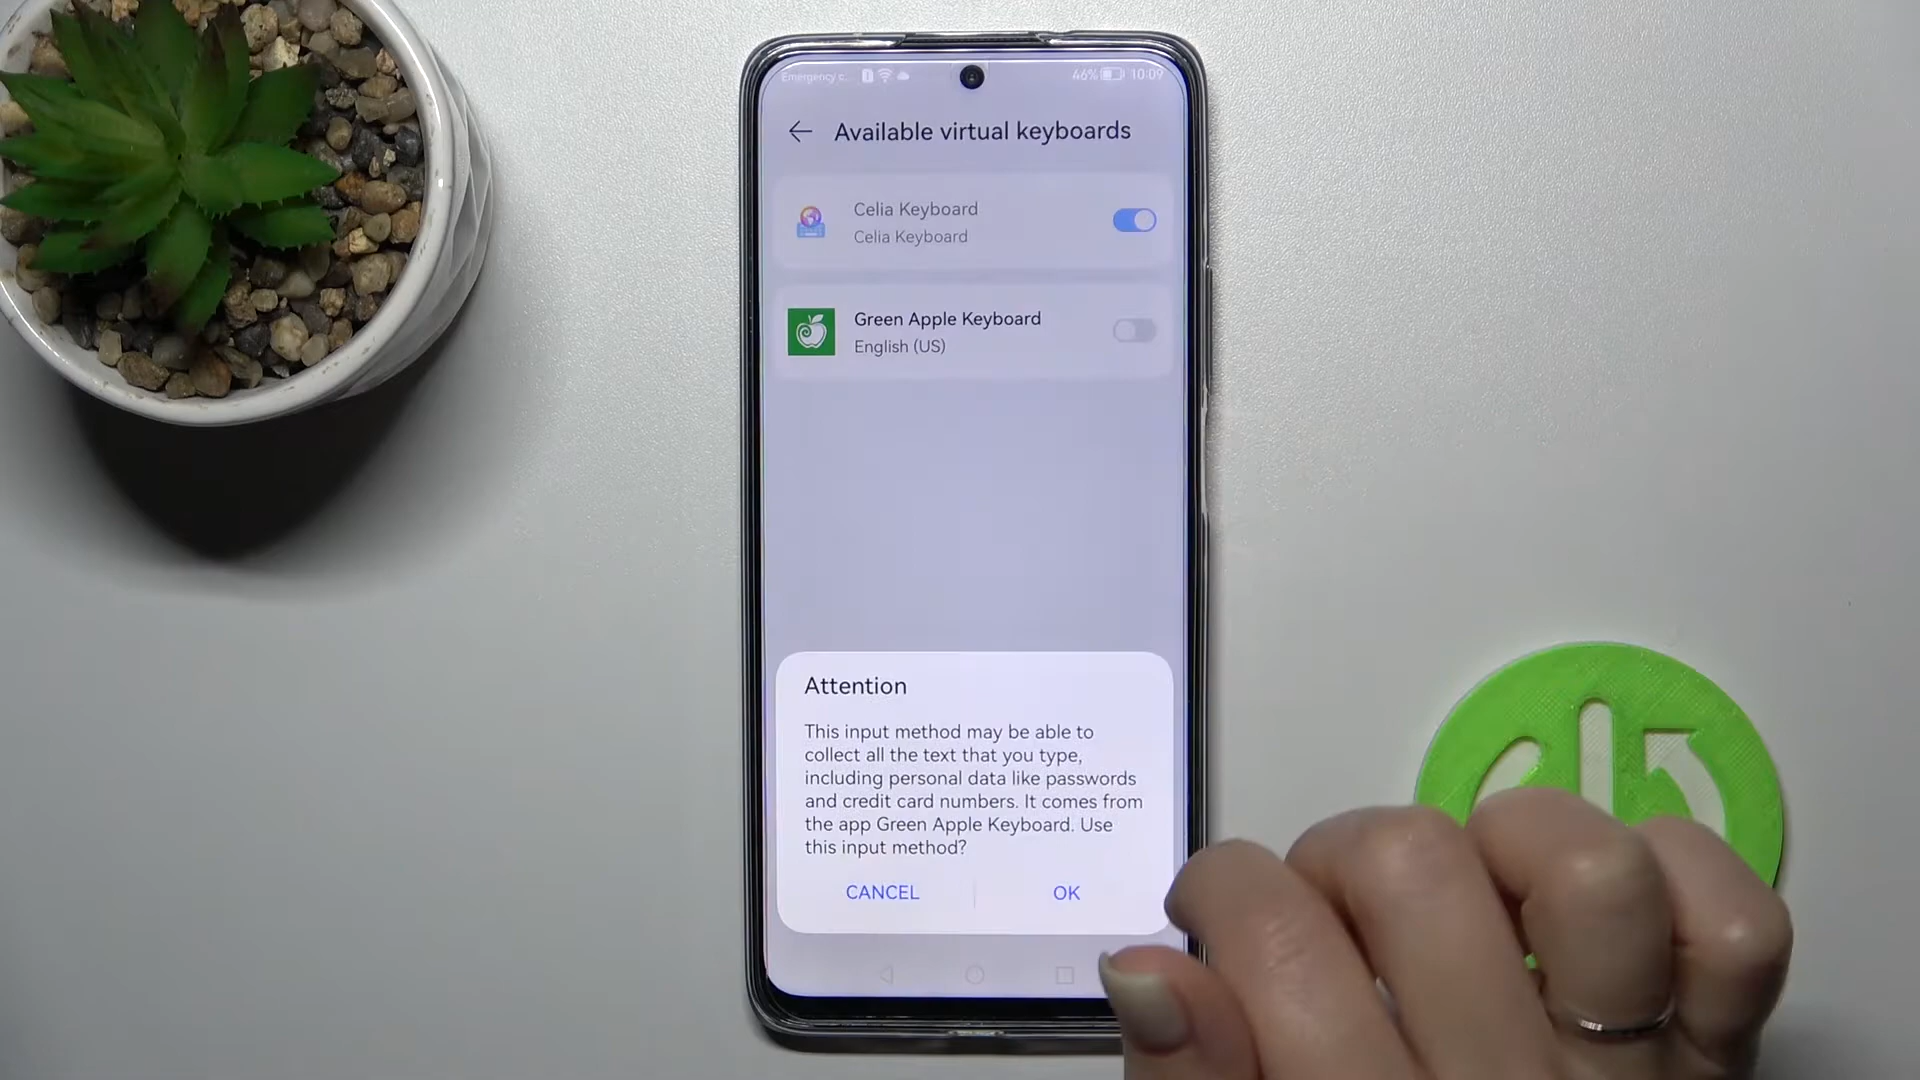 Emergency c... 46% 10:09
Available virtual keyboards
Celia Keyboard
Celia Keyboard
Green Apple Keyboard
English (US)
Attention
This input method may be able to
collect all the text that you type,
including personal data like passwords
and credit card numbers. It comes from
the app Green Apple Keyboard. Use
this input method?
CANCEL OK